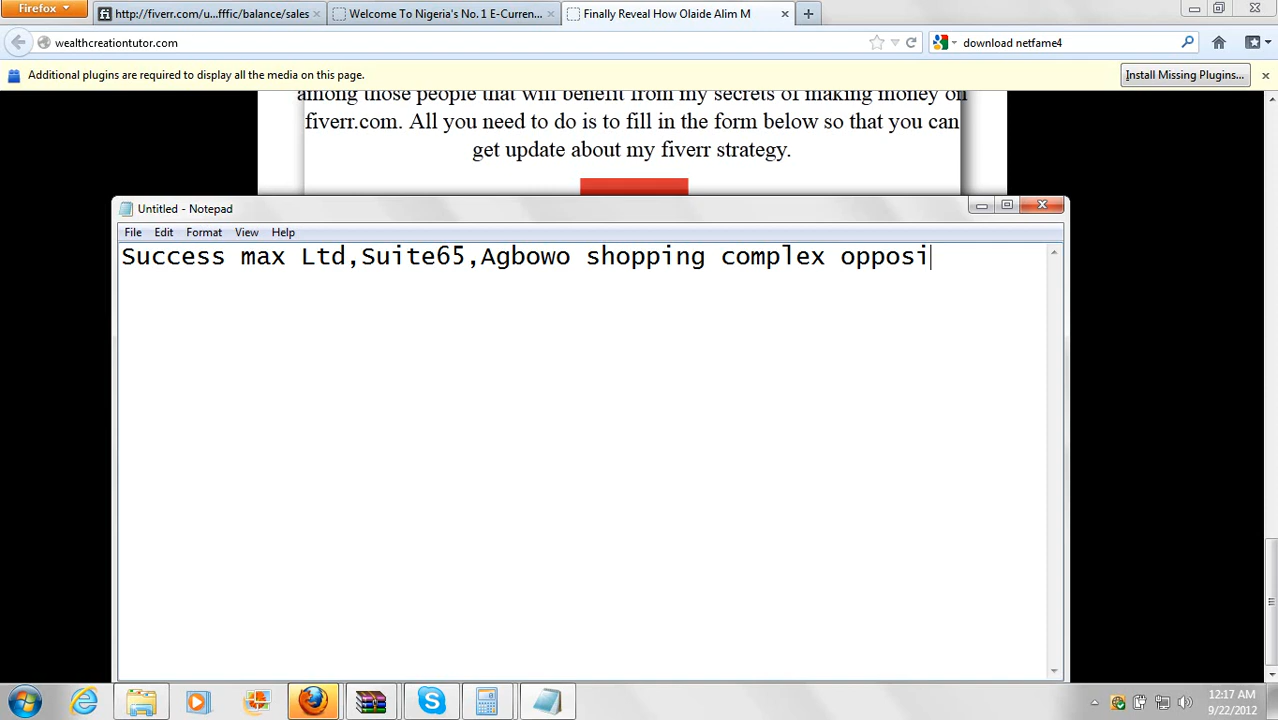 Firefox
http://fiverr.com/u...fffic/balance/sales
Welcome To Nigeria's No. 1 E-Curren...
Finally Reveal How Olaide Alim M
wealthcreationtutor.com
download netfame4
Additional plugins are required to display all the media on this page.
Install Missing Plugins...
among those people that will benefit from my secrets of making money on
fiverr.com. All you need to do is to fill in the form below so that you can
get update about my fiverr strategy.
Untitled - Notepad
File Edit Format View Help
Success max Ltd,Suite65,Agbowo shopping complex opposi
12:17 AM
9/22/2012